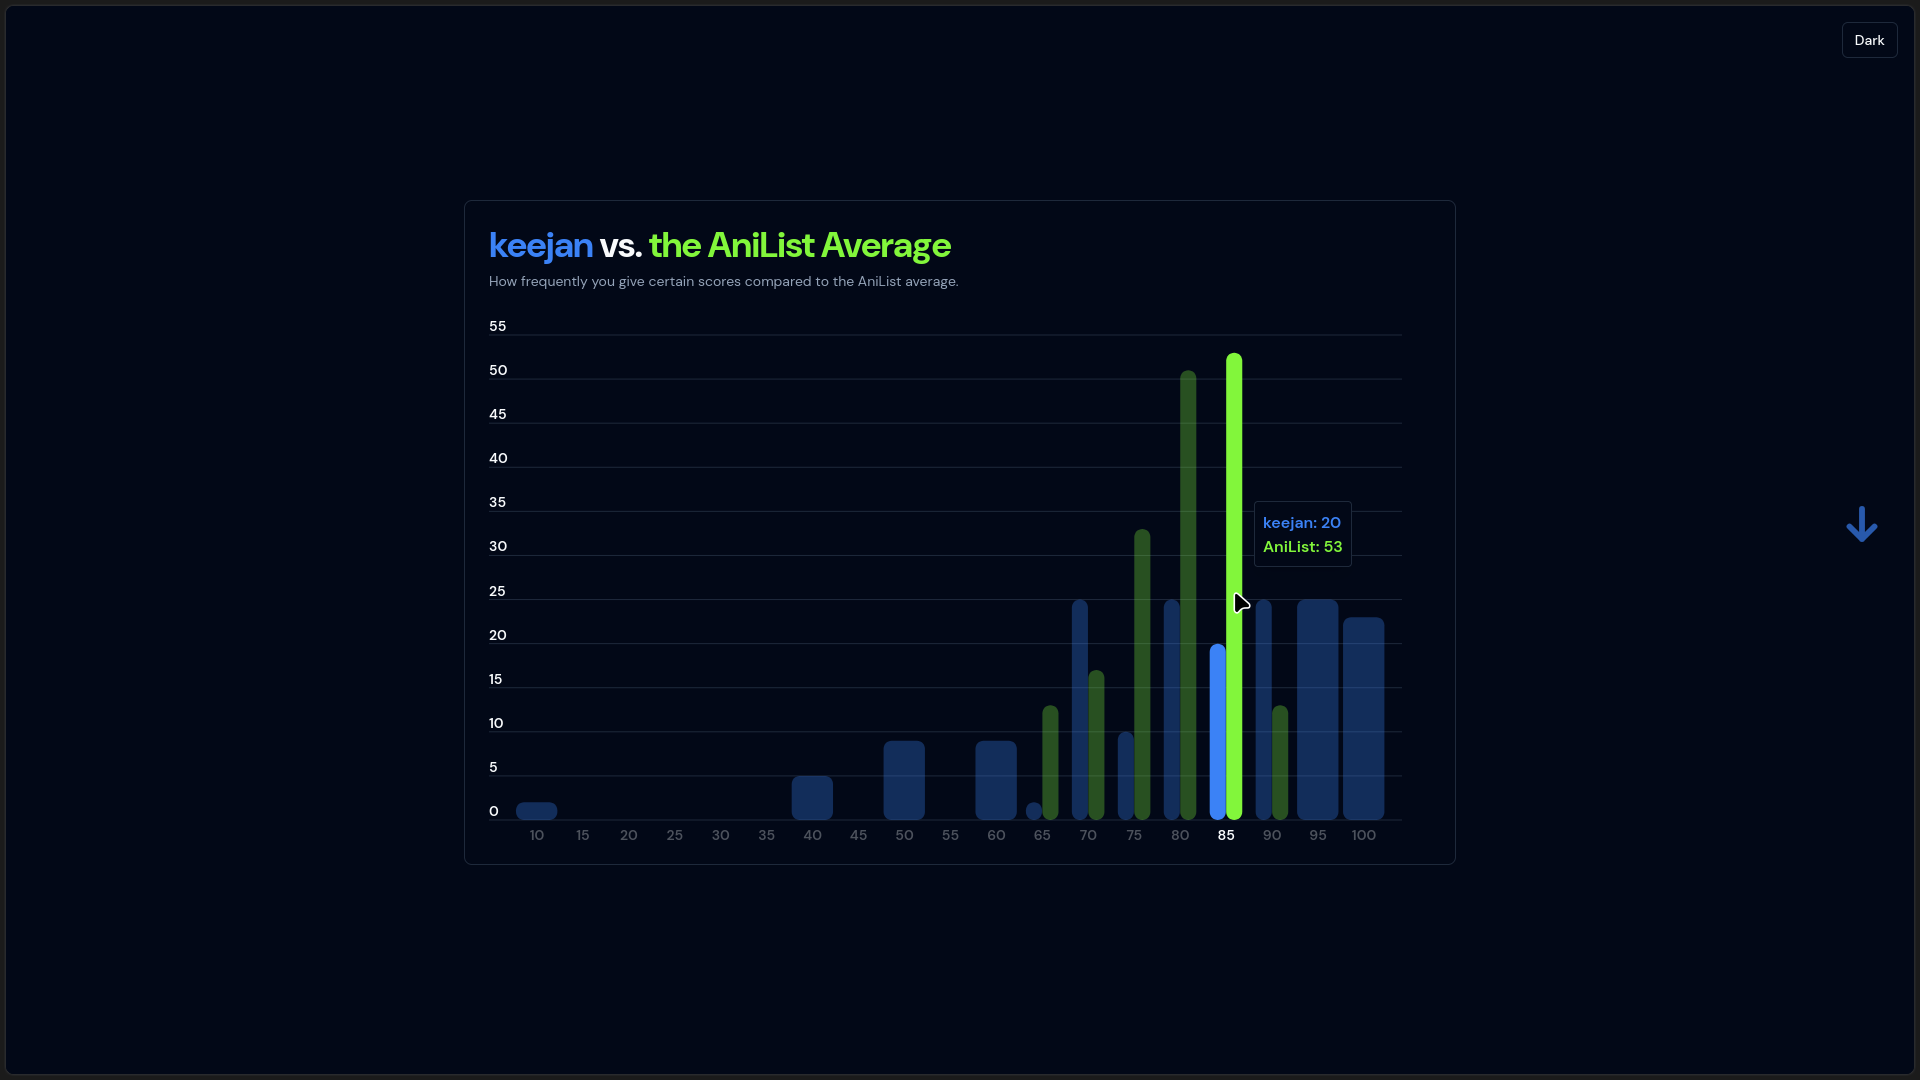 Dark
keejan vs. the AniList Average
How frequently you give certain scores compared to the AniList average.
55
50
45
40
35
keejan: 20
AniList: 53
30
25
20
15
10
5
0
10 15 20 25 30 35 40 45 50 55 60 65 70 75 80 85 90 95 100